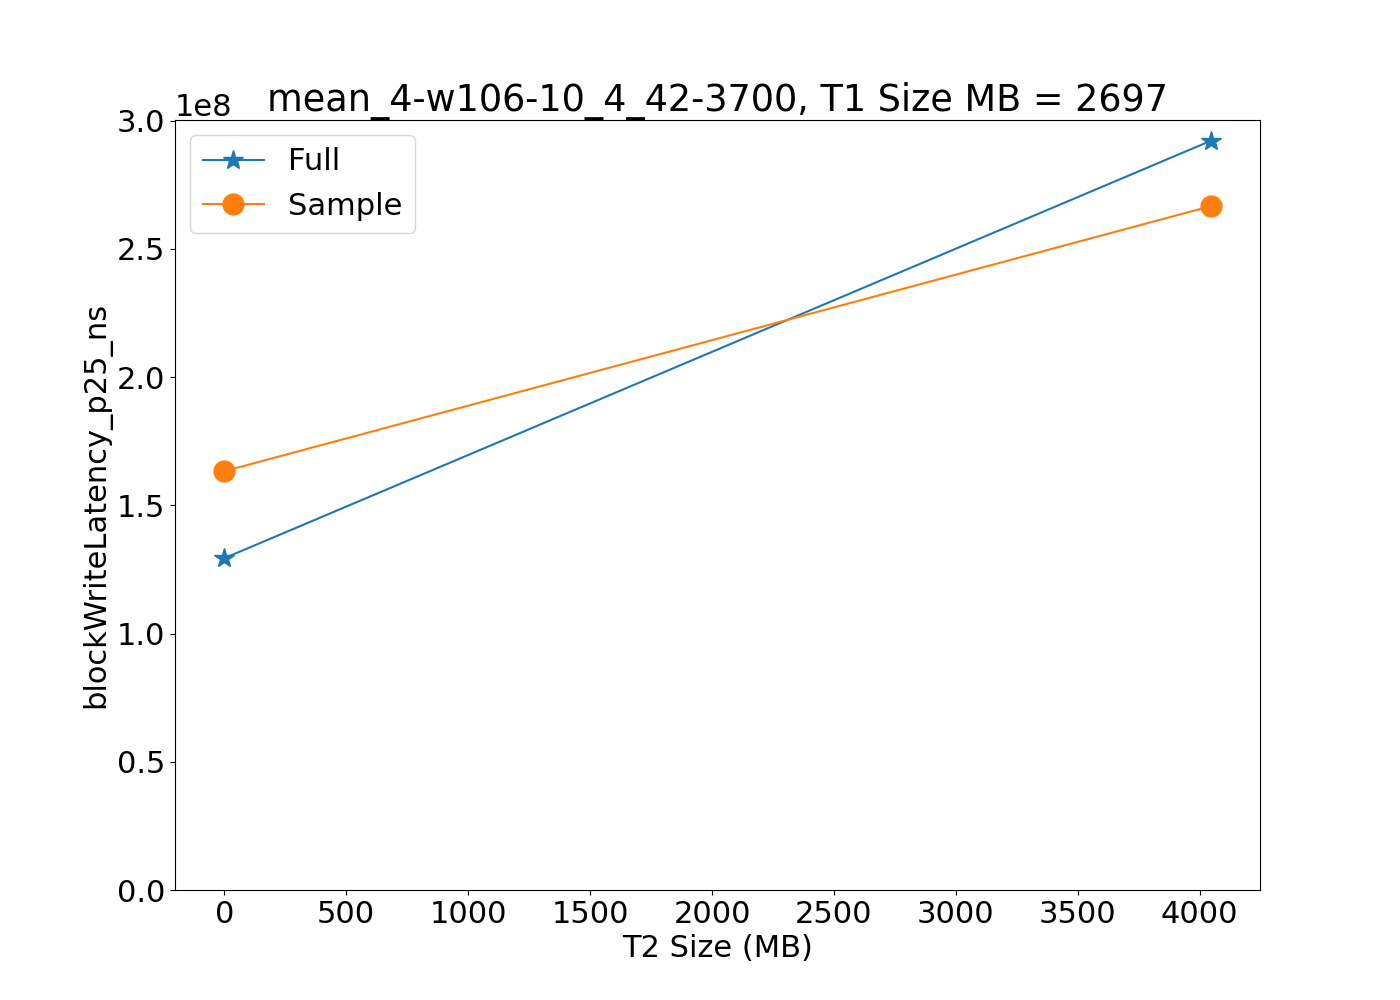 1e8
mean_4-w106-10_4_42-3700, T1 Size MB = 2697
Full
Sample
blockWriteLatency_p25_ns
3.0
2.5
2.0
1.5
1.0
0.5
0.0
0 500 1000 1500 2000 2500 3000 3500 4000
T2 Size (MB)